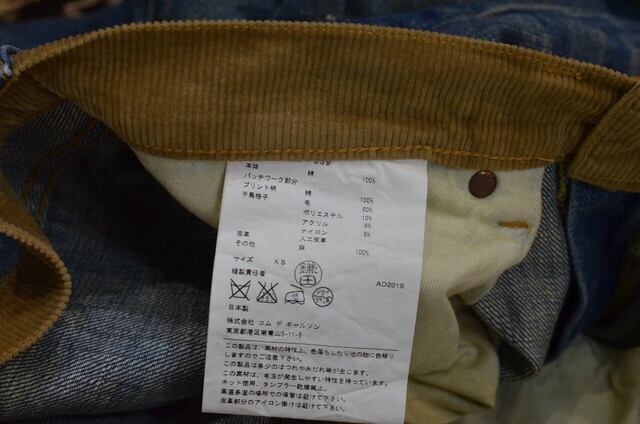 039
本体 綿 100%
パッチワーク部分
プリント柄 綿 100%
千鳥格子 毛 80%
ポリエステル 10%
アクリル 5%
ナイロン 5%
皮革 人工皮革
その他 麻 100%
サイズ XS
縫製責任者 鎌田
AD2015
日本製
株式会社 コム デ ギャルソン
東京都港区南青山5-11-5
この製品は、素材の特性上、色落ちしたり他の物に色移り
しますのでご注意下さい。
この製品は多少のほつれやみだれ等が出じます。
この素材は、毛羽が発生しやすい特性を持っています。
ネット使用、タンブラー乾燥禁止。
高温多湿の場所での保管は避けて下さい。
皮革部分のアイロン掛けは避けて下さい。